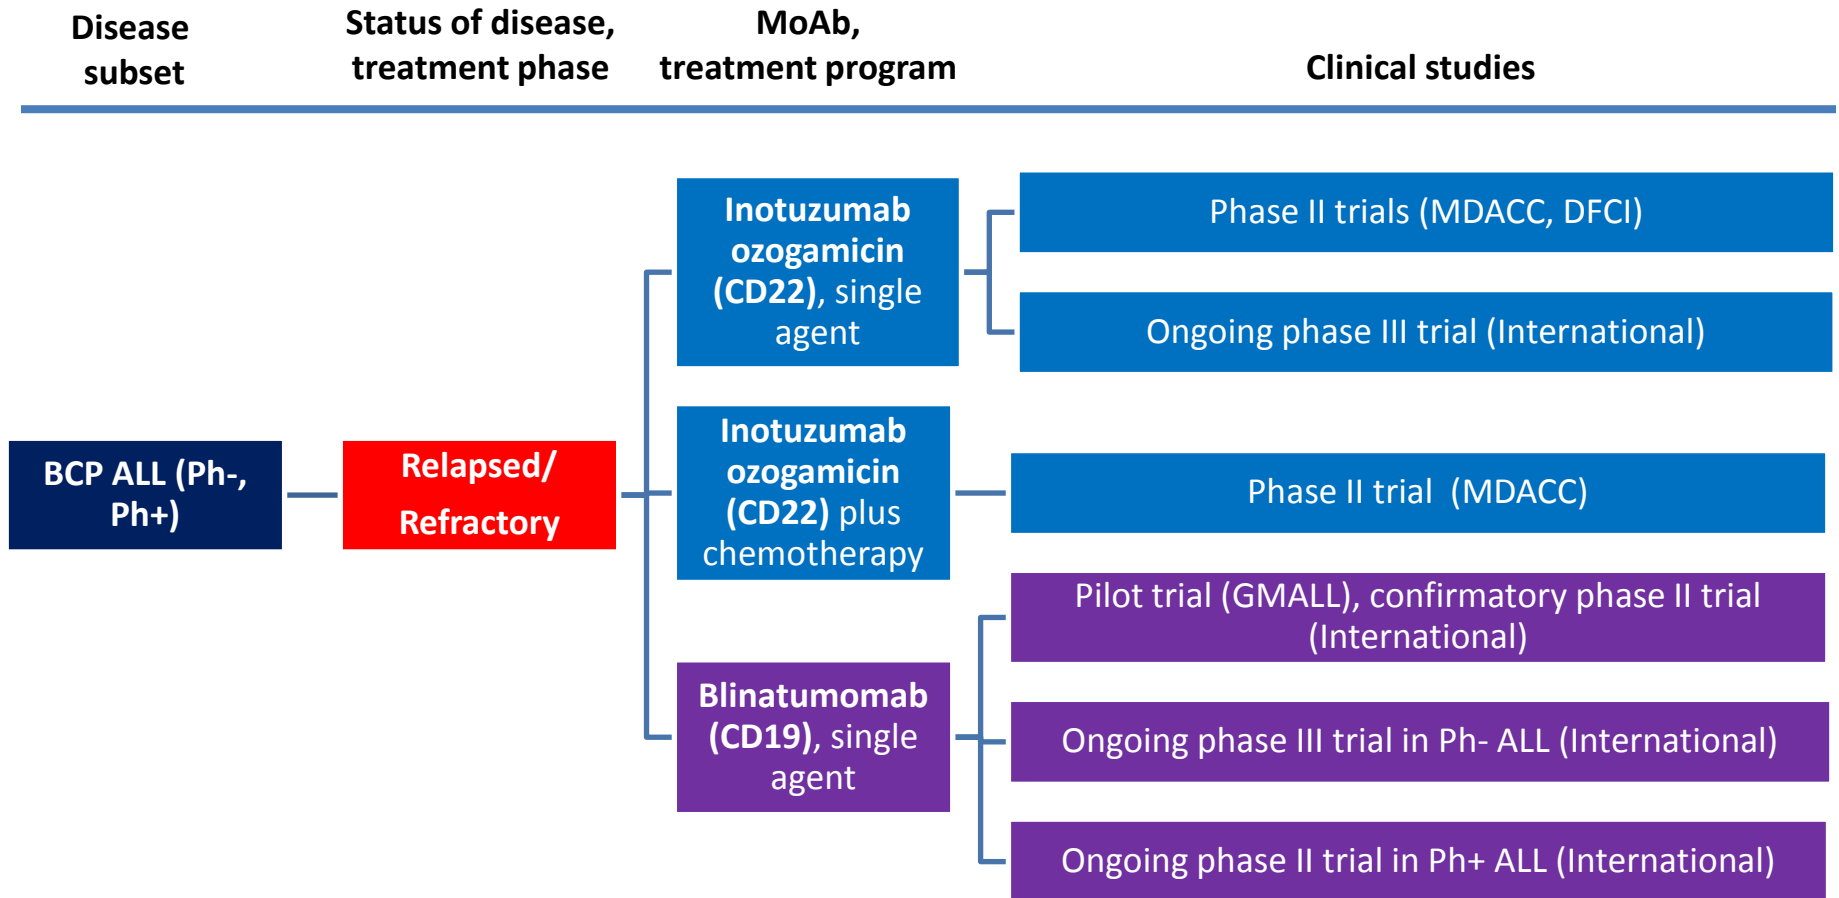 Disease
subset
Status of disease,
treatment phase
MoAb,
treatment program
Clinical studies
BCP ALL (Ph-,
Ph+)
Relapsed/
Refractory
Inotuzumab
ozogamicin
(CD22), single
agent
Phase II trials (MDACC, DFCI)
Ongoing phase III trial (International)
Inotuzumab
ozogamicin
(CD22) plus
chemotherapy
Phase II trial (MDACC)
Blinatumomab
(CD19), single
agent
Pilot trial (GMALL), confirmatory phase II trial
(International)
Ongoing phase III trial in Ph- ALL (International)
Ongoing phase II trial in Ph+ ALL (International)